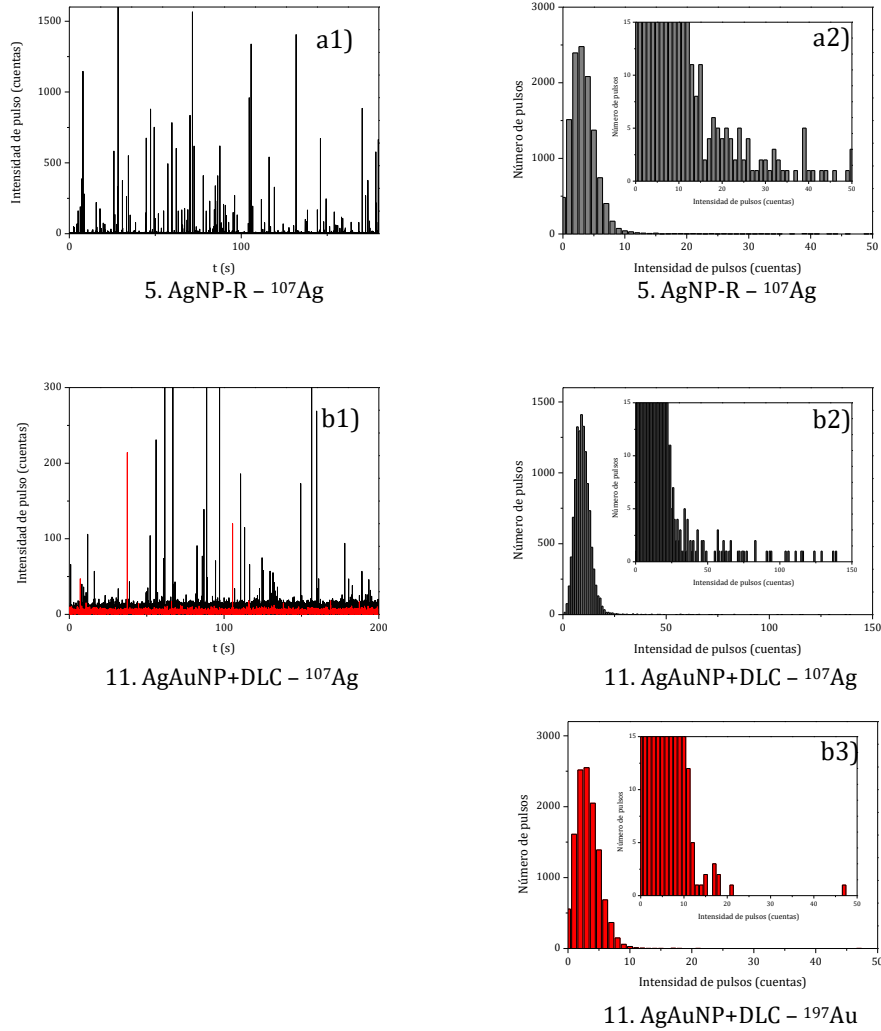 a1)
Intensidad de pulso (cuentas)
1500
1000
500
0
0
100
t (s)
5. AgNP-R – ¹⁰⁷Ag
a2)
Número de pulsos
3000
2000
1000
0
0
10
20
30
40
50
Intensidad de pulsos (cuentas)
Número de pulsos
15
10
5
0
0
10
20
30
40
50
Intensidad de pulsos (cuentas)
5. AgNP-R – ¹⁰⁷Ag
b1)
Intensidad de pulso (cuentas)
300
200
100
0
0
100
200
t (s)
11. AgAuNP+DLC – ¹⁰⁷Ag
b2)
Número de pulsos
1500
1000
500
0
0
50
100
150
Intensidad de pulsos (cuentas)
Número de pulsos
15
10
5
0
0
50
100
150
Intensidad de pulsos (cuentas)
11. AgAuNP+DLC – ¹⁰⁷Ag
b3)
Número de pulsos
3000
2000
1000
0
0
10
20
30
40
50
Intensidad de pulsos (cuentas)
Número de pulsos
15
10
5
0
0
10
20
30
40
50
Intensidad de pulsos (cuentas)
11. AgAuNP+DLC – ¹⁹⁷Au